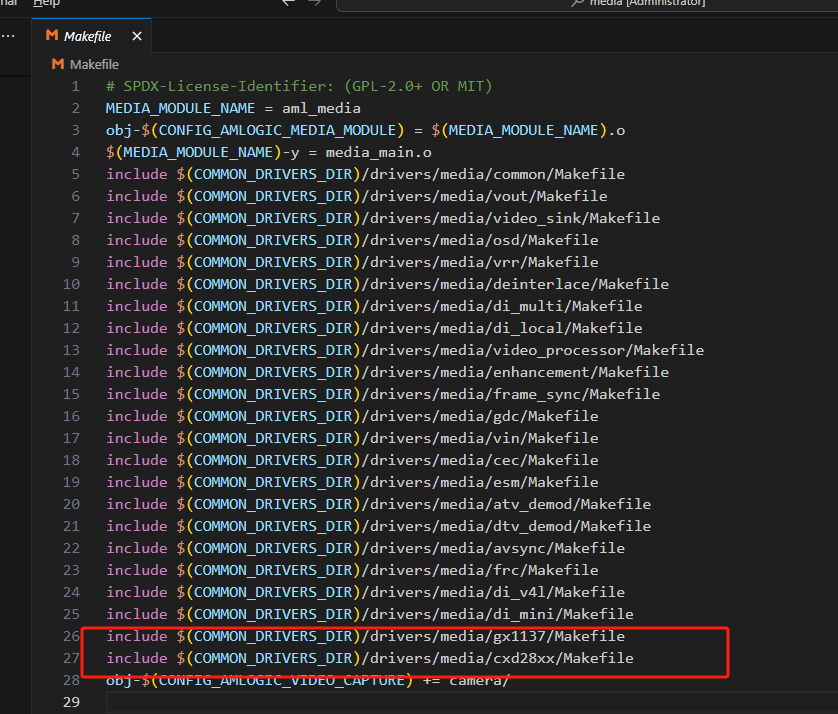 Help
media [Administrator]
Makefile
Makefile
1 # SPDX-License-Identifier: (GPL-2.0+ OR MIT)
2 MEDIA_MODULE_NAME = aml_media
3 obj-$(CONFIG_AMLOGIC_MEDIA_MODULE) = $(MEDIA_MODULE_NAME).o
4 $(MEDIA_MODULE_NAME)-y = media_main.o
5 include $(COMMON_DRIVERS_DIR)/drivers/media/common/Makefile
6 include $(COMMON_DRIVERS_DIR)/drivers/media/vout/Makefile
7 include $(COMMON_DRIVERS_DIR)/drivers/media/video_sink/Makefile
8 include $(COMMON_DRIVERS_DIR)/drivers/media/osd/Makefile
9 include $(COMMON_DRIVERS_DIR)/drivers/media/vrr/Makefile
10 include $(COMMON_DRIVERS_DIR)/drivers/media/deinterlace/Makefile
11 include $(COMMON_DRIVERS_DIR)/drivers/media/di_multi/Makefile
12 include $(COMMON_DRIVERS_DIR)/drivers/media/di_local/Makefile
13 include $(COMMON_DRIVERS_DIR)/drivers/media/video_processor/Makefile
14 include $(COMMON_DRIVERS_DIR)/drivers/media/enhancement/Makefile
15 include $(COMMON_DRIVERS_DIR)/drivers/media/frame_sync/Makefile
16 include $(COMMON_DRIVERS_DIR)/drivers/media/gdc/Makefile
17 include $(COMMON_DRIVERS_DIR)/drivers/media/vin/Makefile
18 include $(COMMON_DRIVERS_DIR)/drivers/media/cec/Makefile
19 include $(COMMON_DRIVERS_DIR)/drivers/media/esm/Makefile
20 include $(COMMON_DRIVERS_DIR)/drivers/media/atv_demod/Makefile
21 include $(COMMON_DRIVERS_DIR)/drivers/media/dtv_demod/Makefile
22 include $(COMMON_DRIVERS_DIR)/drivers/media/avsync/Makefile
23 include $(COMMON_DRIVERS_DIR)/drivers/media/frc/Makefile
24 include $(COMMON_DRIVERS_DIR)/drivers/media/di_v4l/Makefile
25 include $(COMMON_DRIVERS_DIR)/drivers/media/di_mini/Makefile
26 include $(COMMON_DRIVERS_DIR)/drivers/media/gx1137/Makefile
27 include $(COMMON_DRIVERS_DIR)/drivers/media/cxd28xx/Makefile
28 obj-$(CONFIG_AMLOGIC_VIDEO_CAPTURE) += camera/
29